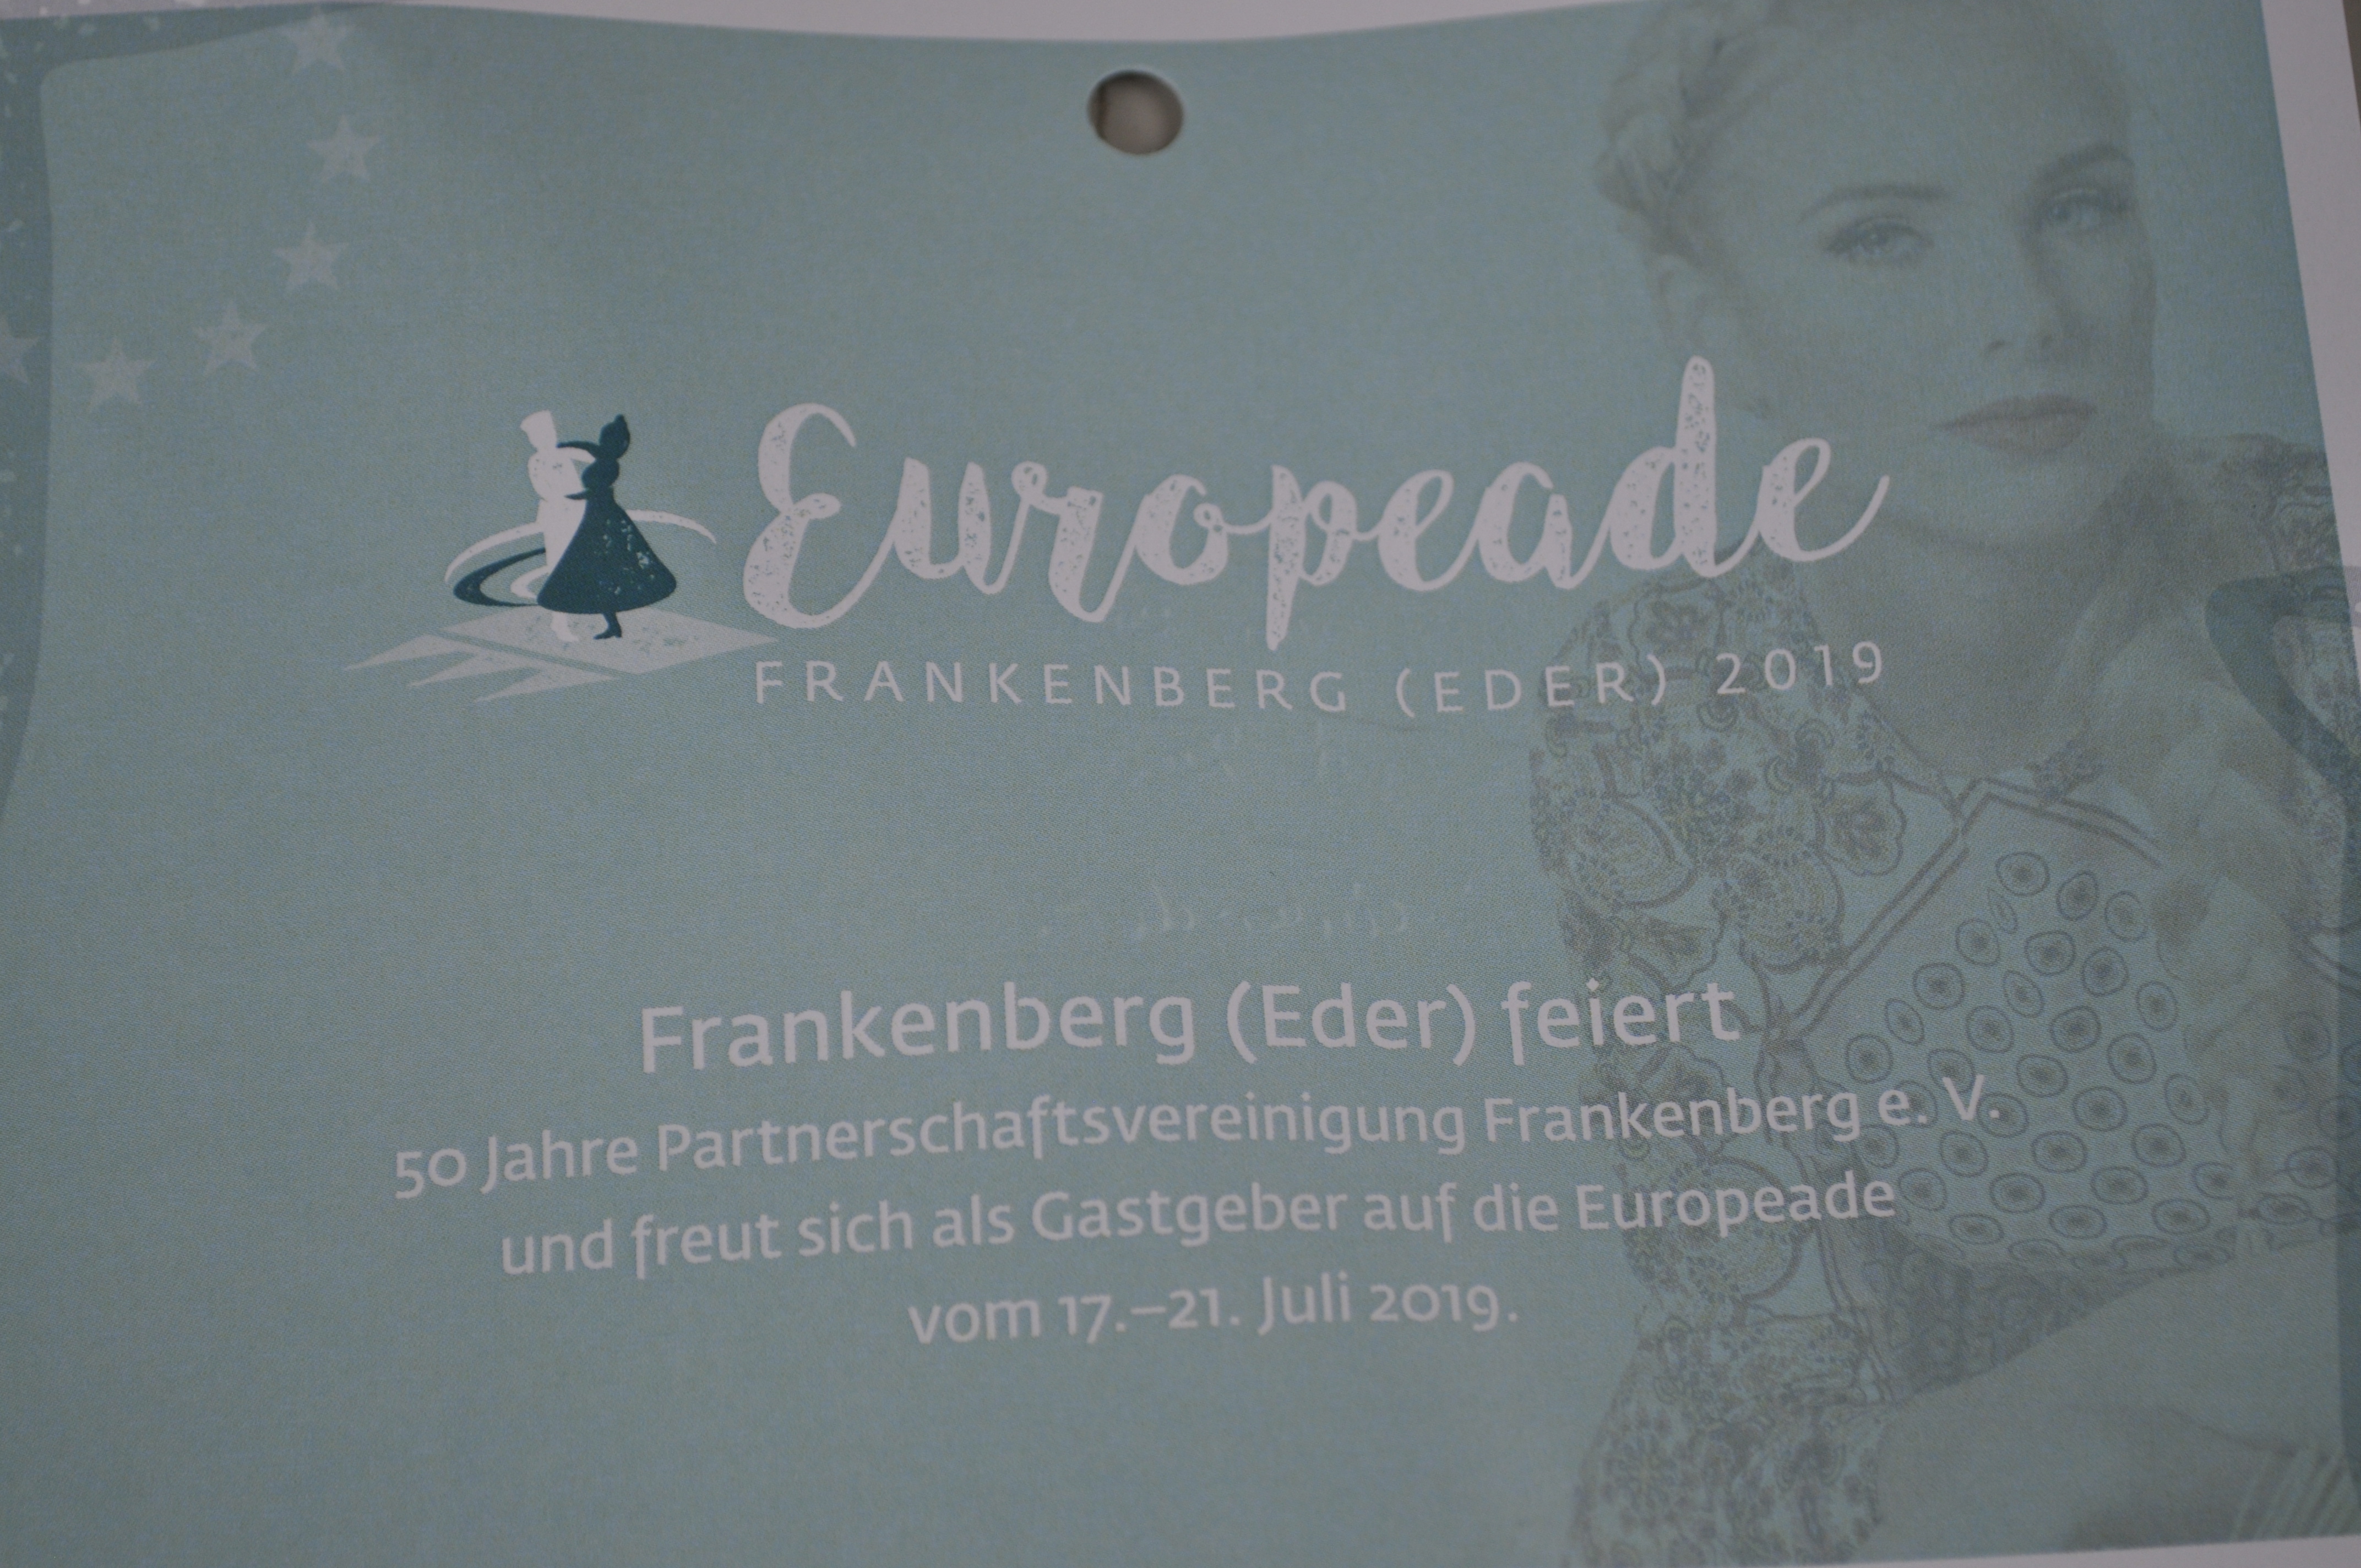 Europeade
FRANKENBERG (EDER) 2019
Frankenberg (Eder) feiert
50 Jahre Partnerschaftsvereinigung Frankenberg e. V.
und freut sich als Gastgeber auf die Europeade
vom 17.–21. Juli 2019.